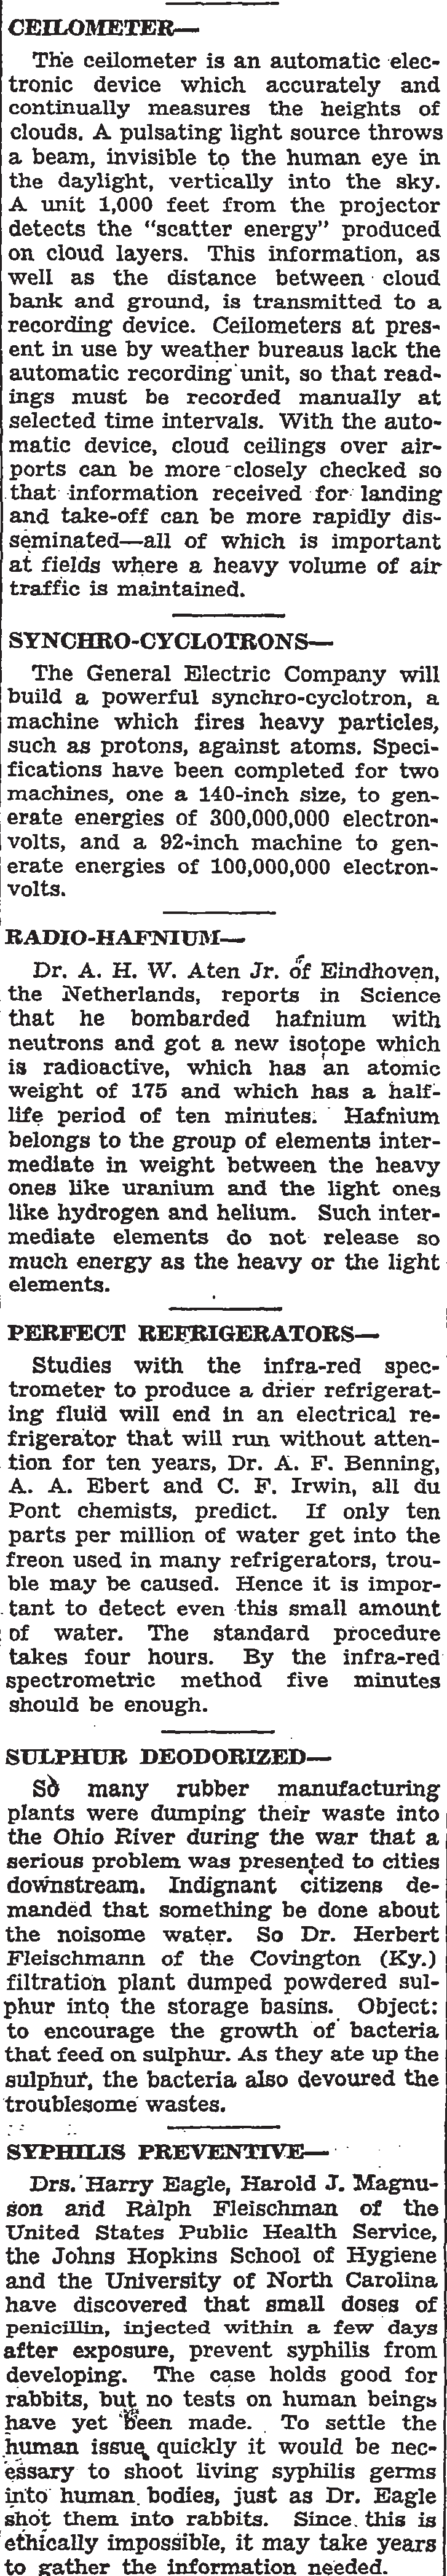 CEILOMETER—
The ceilometer is an automatic elec-
tronic device which accurately and
continually measures the heights of
clouds. A pulsating light source throws
a beam, invisible to the human eye in
the daylight, vertically into the sky.
A unit 1,000 feet from the projector
detects the "scatter energy" produced
on cloud layers. This information, as
well as the distance between cloud
bank and ground, is transmitted to a
recording device. Ceilometers at pres-
ent in use by weather bureaus lack the
automatic recording unit, so that read-
ings must be recorded manually at
selected time intervals. With the auto-
matic device, cloud ceilings over air-
ports can be more closely checked so
that information received for landing
and take-off can be more rapidly dis-
seminated—all of which is important
at fields where a heavy volume of air
traffic is maintained.
SYNCHRO-CYCLOTRONS—
The General Electric Company will
build a powerful synchro-cyclotron, a
machine which fires heavy particles,
such as protons, against atoms. Speci-
fications have been completed for two
machines, one a 140-inch size, to gen-
erate energies of 300,000,000 electron-
volts, and a 92-inch machine to gen-
erate energies of 100,000,000 electron-
volts.
RADIO-HAFNIUM—
Dr. A. H. W. Aten Jr. of Eindhoven,
the Netherlands, reports in Science
that he bombarded hafnium with
neutrons and got a new isotope which
is radioactive, which has an atomic
weight of 175 and which has a half-
life period of ten minutes. Hafnium
belongs to the group of elements inter-
mediate in weight between the heavy
ones like uranium and the light ones
like hydrogen and helium. Such inter-
mediate elements do not release so
much energy as the heavy or the light
elements.
PERFECT REFRIGERATORS—
Studies with the infra-red spec-
trometer to produce a drier refrigerat-
ing fluid will end in an electrical re-
frigerator that will run without atten-
tion for ten years, Dr. A. F. Benning,
A. A. Ebert and C. F. Irwin, all du
Pont chemists, predict. If only ten
parts per million of water get into the
freon used in many refrigerators, trou-
ble may be caused. Hence it is impor-
tant to detect even this small amount
of water. The standard procedure
takes four hours. By the infra-red
spectrometric method five minutes
should be enough.
SULPHUR DEODORIZED—
So many rubber manufacturing
plants were dumping their waste into
the Ohio River during the war that a
serious problem was presented to cities
downstream. Indignant citizens de-
manded that something be done about
the noisome water. So Dr. Herbert
Fleischmann of the Covington (Ky.)
filtration plant dumped powdered sul-
phur into the storage basins. Object:
to encourage the growth of bacteria
that feed on sulphur. As they ate up the
sulphur, the bacteria also devoured the
troublesome wastes.
SYPHILIS PREVENTIVE—
Drs. Harry Eagle, Harold J. Magnu-
son and Ralph Fleischman of the
United States Public Health Service,
the Johns Hopkins School of Hygiene
and the University of North Carolina
have discovered that small doses of
penicillin, injected within a few days
after exposure, prevent syphilis from
developing. The case holds good for
rabbits, but no tests on human beings
have yet been made. To settle the
human issue quickly it would be nec-
essary to shoot living syphilis germs
into human bodies, just as Dr. Eagle
shot them into rabbits. Since this is
ethically impossible, it may take years
to gather the information needed.